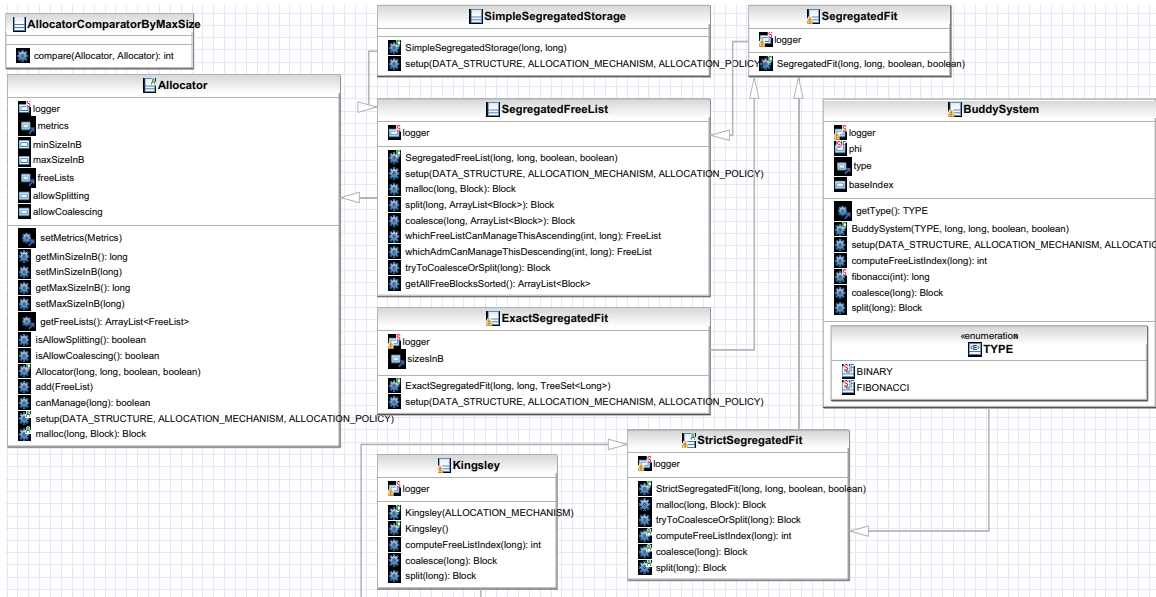 AllocatorComparatorByMaxSize
compare(Allocator, Allocator): int
SimpleSegregatedStorage
SimpleSegregatedStorage(long, long)
setup(DATA_STRUCTURE, ALLOCATION_MECHANISM, ALLOCATION_POLICY)
SegregatedFit
logger
SegregatedFit(long, long, boolean, boolean)
Allocator
logger
metrics
minSizeInB
maxSizeInB
freeLists
allowSplitting
allowCoalescing
setMetrics(Metrics)
getMinSizeInB(): long
setMinSizeInB(long)
getMaxSizeInB(): long
setMaxSizeInB(long)
getFreeLists(): ArrayList<FreeList>
isAllowSplitting(): boolean
isAllowCoalescing(): boolean
Allocator(long, long, boolean, boolean)
add(FreeList)
canManage(long): boolean
setup(DATA_STRUCTURE, ALLOCATION_MECHANISM, ALLOCATION_POLICY)
malloc(long, Block): Block
SegregatedFreeList
logger
SegregatedFreeList(long, long, boolean, boolean)
setup(DATA_STRUCTURE, ALLOCATION_MECHANISM, ALLOCATION_POLICY)
malloc(long, Block): Block
split(long, ArrayList<Block>): Block
coalesce(long, ArrayList<Block>): Block
whichFreeListCanManageThisAscending(int, long): FreeList
whichAdmCanManageThisDescending(int, long): FreeList
tryToCoalesceOrSplit(long): Block
getAllFreeBlocksSorted(): ArrayList<Block>
BuddySystem
logger
phi
type
baseIndex
getType(): TYPE
BuddySystem(TYPE, long, long, boolean, boolean)
setup(DATA_STRUCTURE, ALLOCATION_MECHANISM, ALLOCATIO
computeFreeListIndex(long): int
fibonacci(int): long
coalesce(long): Block
split(long): Block
«enumeration»
TYPE
BINARY
FIBONACCI
ExactSegregatedFit
logger
sizesInB
ExactSegregatedFit(long, long, TreeSet<Long>)
setup(DATA_STRUCTURE, ALLOCATION_MECHANISM, ALLOCATION_POLICY)
Kingsley
logger
Kingsley(ALLOCATION_MECHANISM)
Kingsley()
computeFreeListIndex(long): int
coalesce(long): Block
split(long): Block
StrictSegregatedFit
logger
StrictSegregatedFit(long, long, boolean, boolean)
malloc(long, Block): Block
tryToCoalesceOrSplit(long): Block
computeFreeListIndex(long): int
coalesce(long): Block
split(long): Block